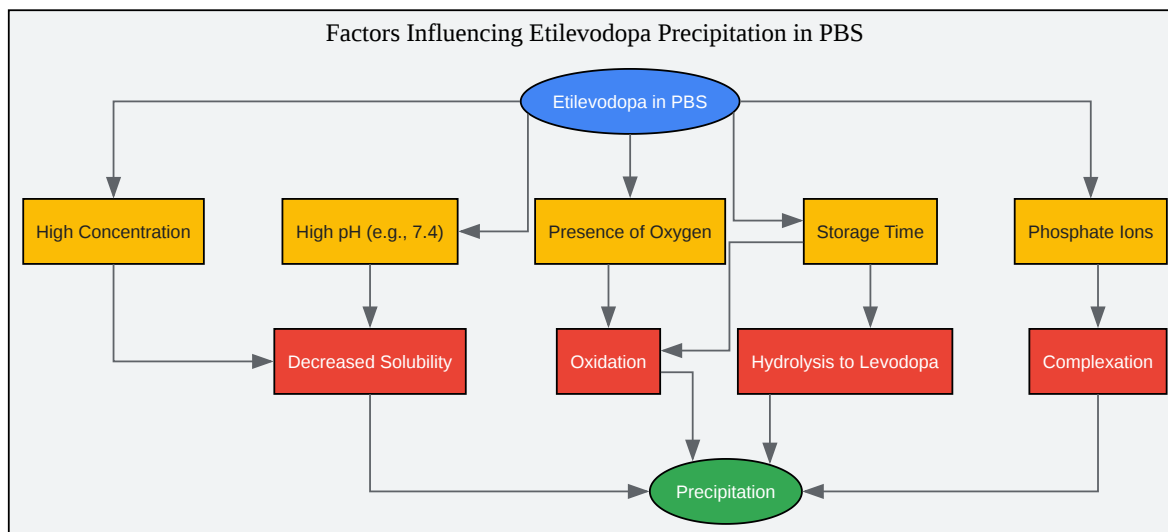 Factors Influencing Etilevodopa Precipitation in PBS
Etilevodopa in PBS
High Concentration
High pH (e.g., 7.4)
Presence of Oxygen
Storage Time
Phosphate Ions
Decreased Solubility
Oxidation
Hydrolysis to Levodopa
Complexation
Precipitation